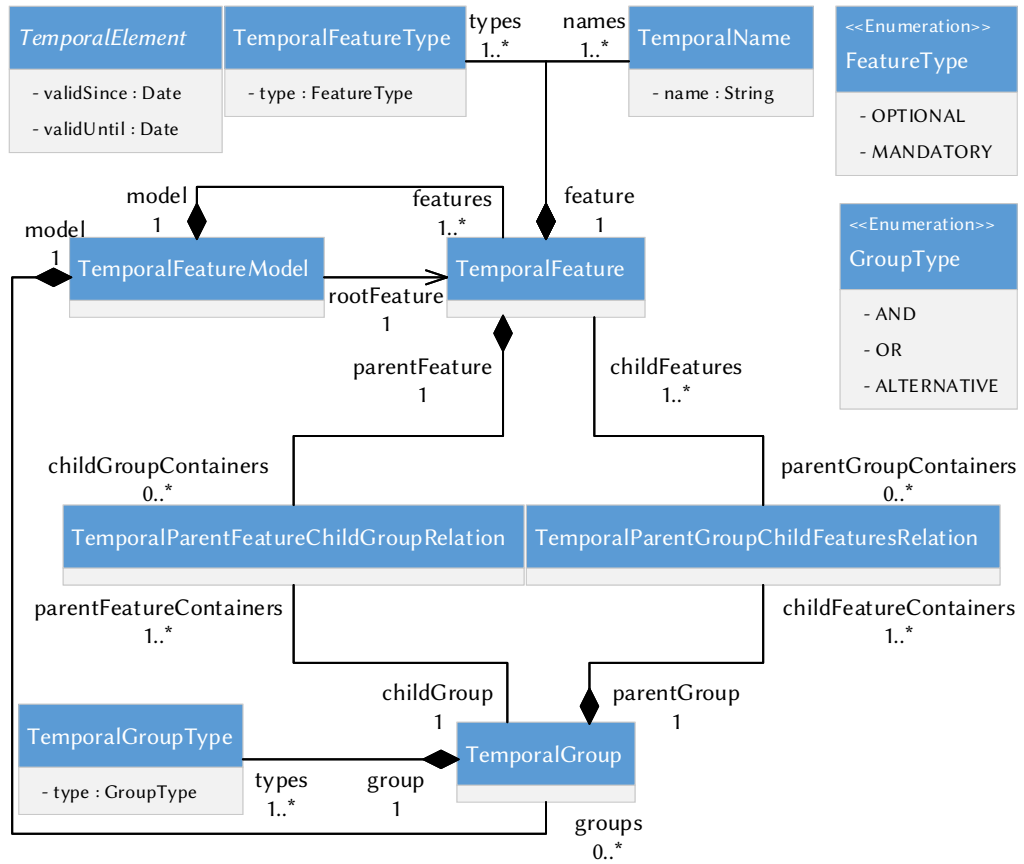 TemporalElement
- validSince : Date
- validUntil : Date
TemporalFeatureType
- type : FeatureType
types
1..*
names
1..*
TemporalName
- name : String
<<Enumeration>>
FeatureType
- OPTIONAL
- MANDATORY
model
1
features
1..*
feature
1
model
1
TemporalFeatureModel
rootFeature
1
TemporalFeature
<<Enumeration>>
GroupType
- AND
- OR
- ALTERNATIVE
parentFeature
1
childFeatures
1..*
childGroupContainers
0..*
parentGroupContainers
0..*
TemporalParentFeatureChildGroupRelation
TemporalParentGroupChildFeaturesRelation
parentFeatureContainers
1..*
childFeatureContainers
1..*
childGroup
1
parentGroup
1
TemporalGroupType
- type : GroupType
types
1..*
group
1
TemporalGroup
groups
0..*